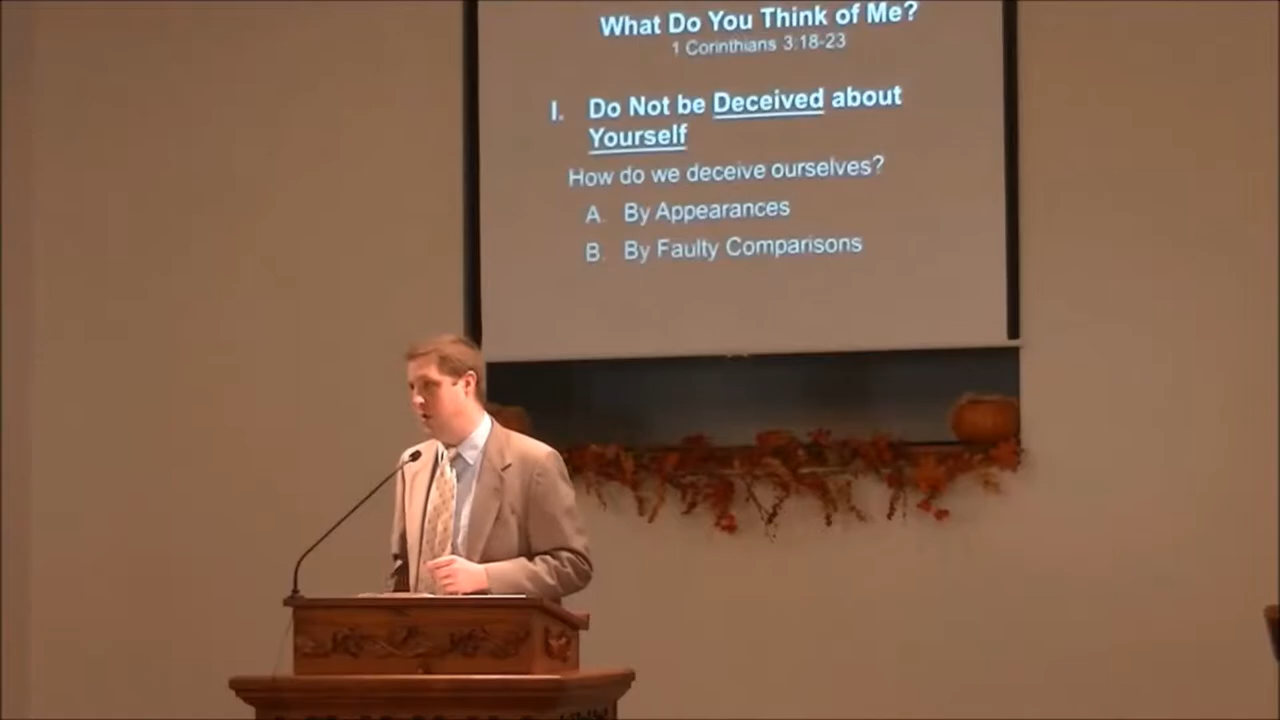 What Do You Think of Me?
1 Corinthians 3.18-23
I. Do Not be Deceived about
Yourself
How do we deceive ourselves?
A. By Appearances
B. By Faulty Comparisons